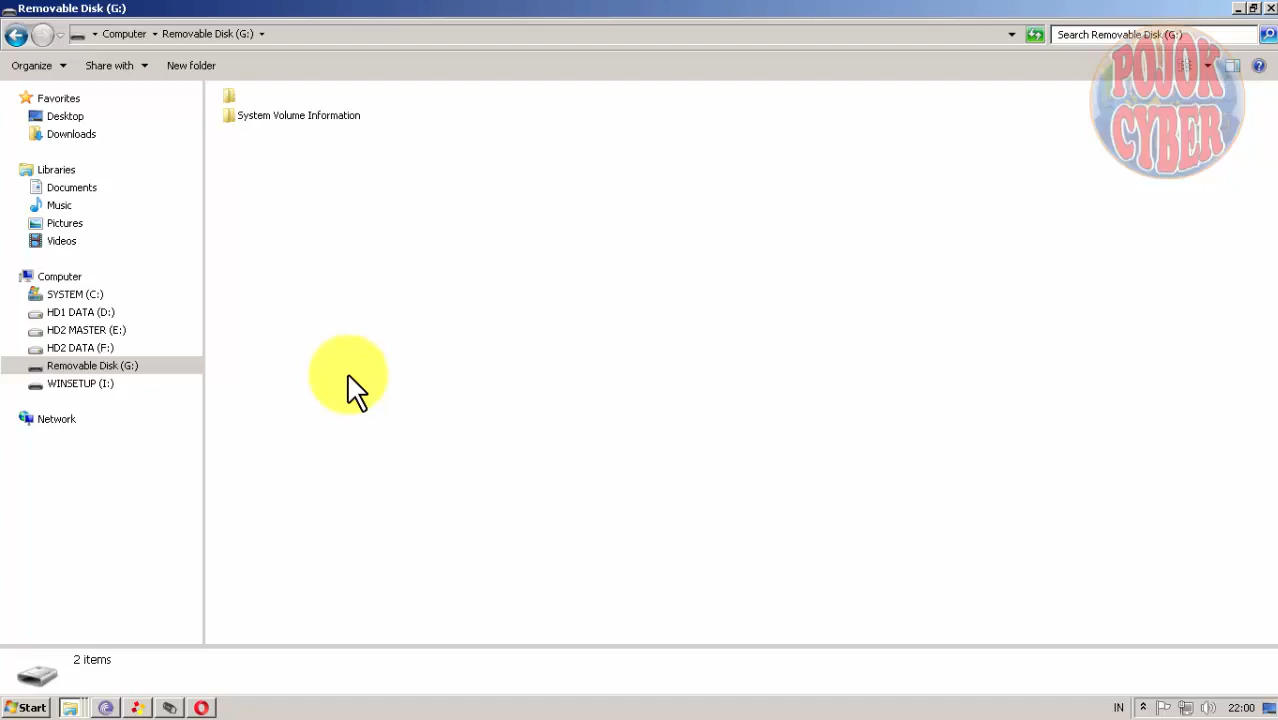 Removable Disk (G:)
Computer Removable Disk (G:)
Search Removable Disk (G:)
Organize Share with New folder
Favorites
Desktop
Downloads
Libraries
Documents
Music
Pictures
Videos
Computer
SYSTEM (C:)
HD1 DATA (D:)
HD2 MASTER (E:)
HD2 DATA (F:)
Removable Disk (G:)
WINSETUP (I:)
Network
System Volume Information
POJOK
CYBER
2 items
Start
IN
22:00